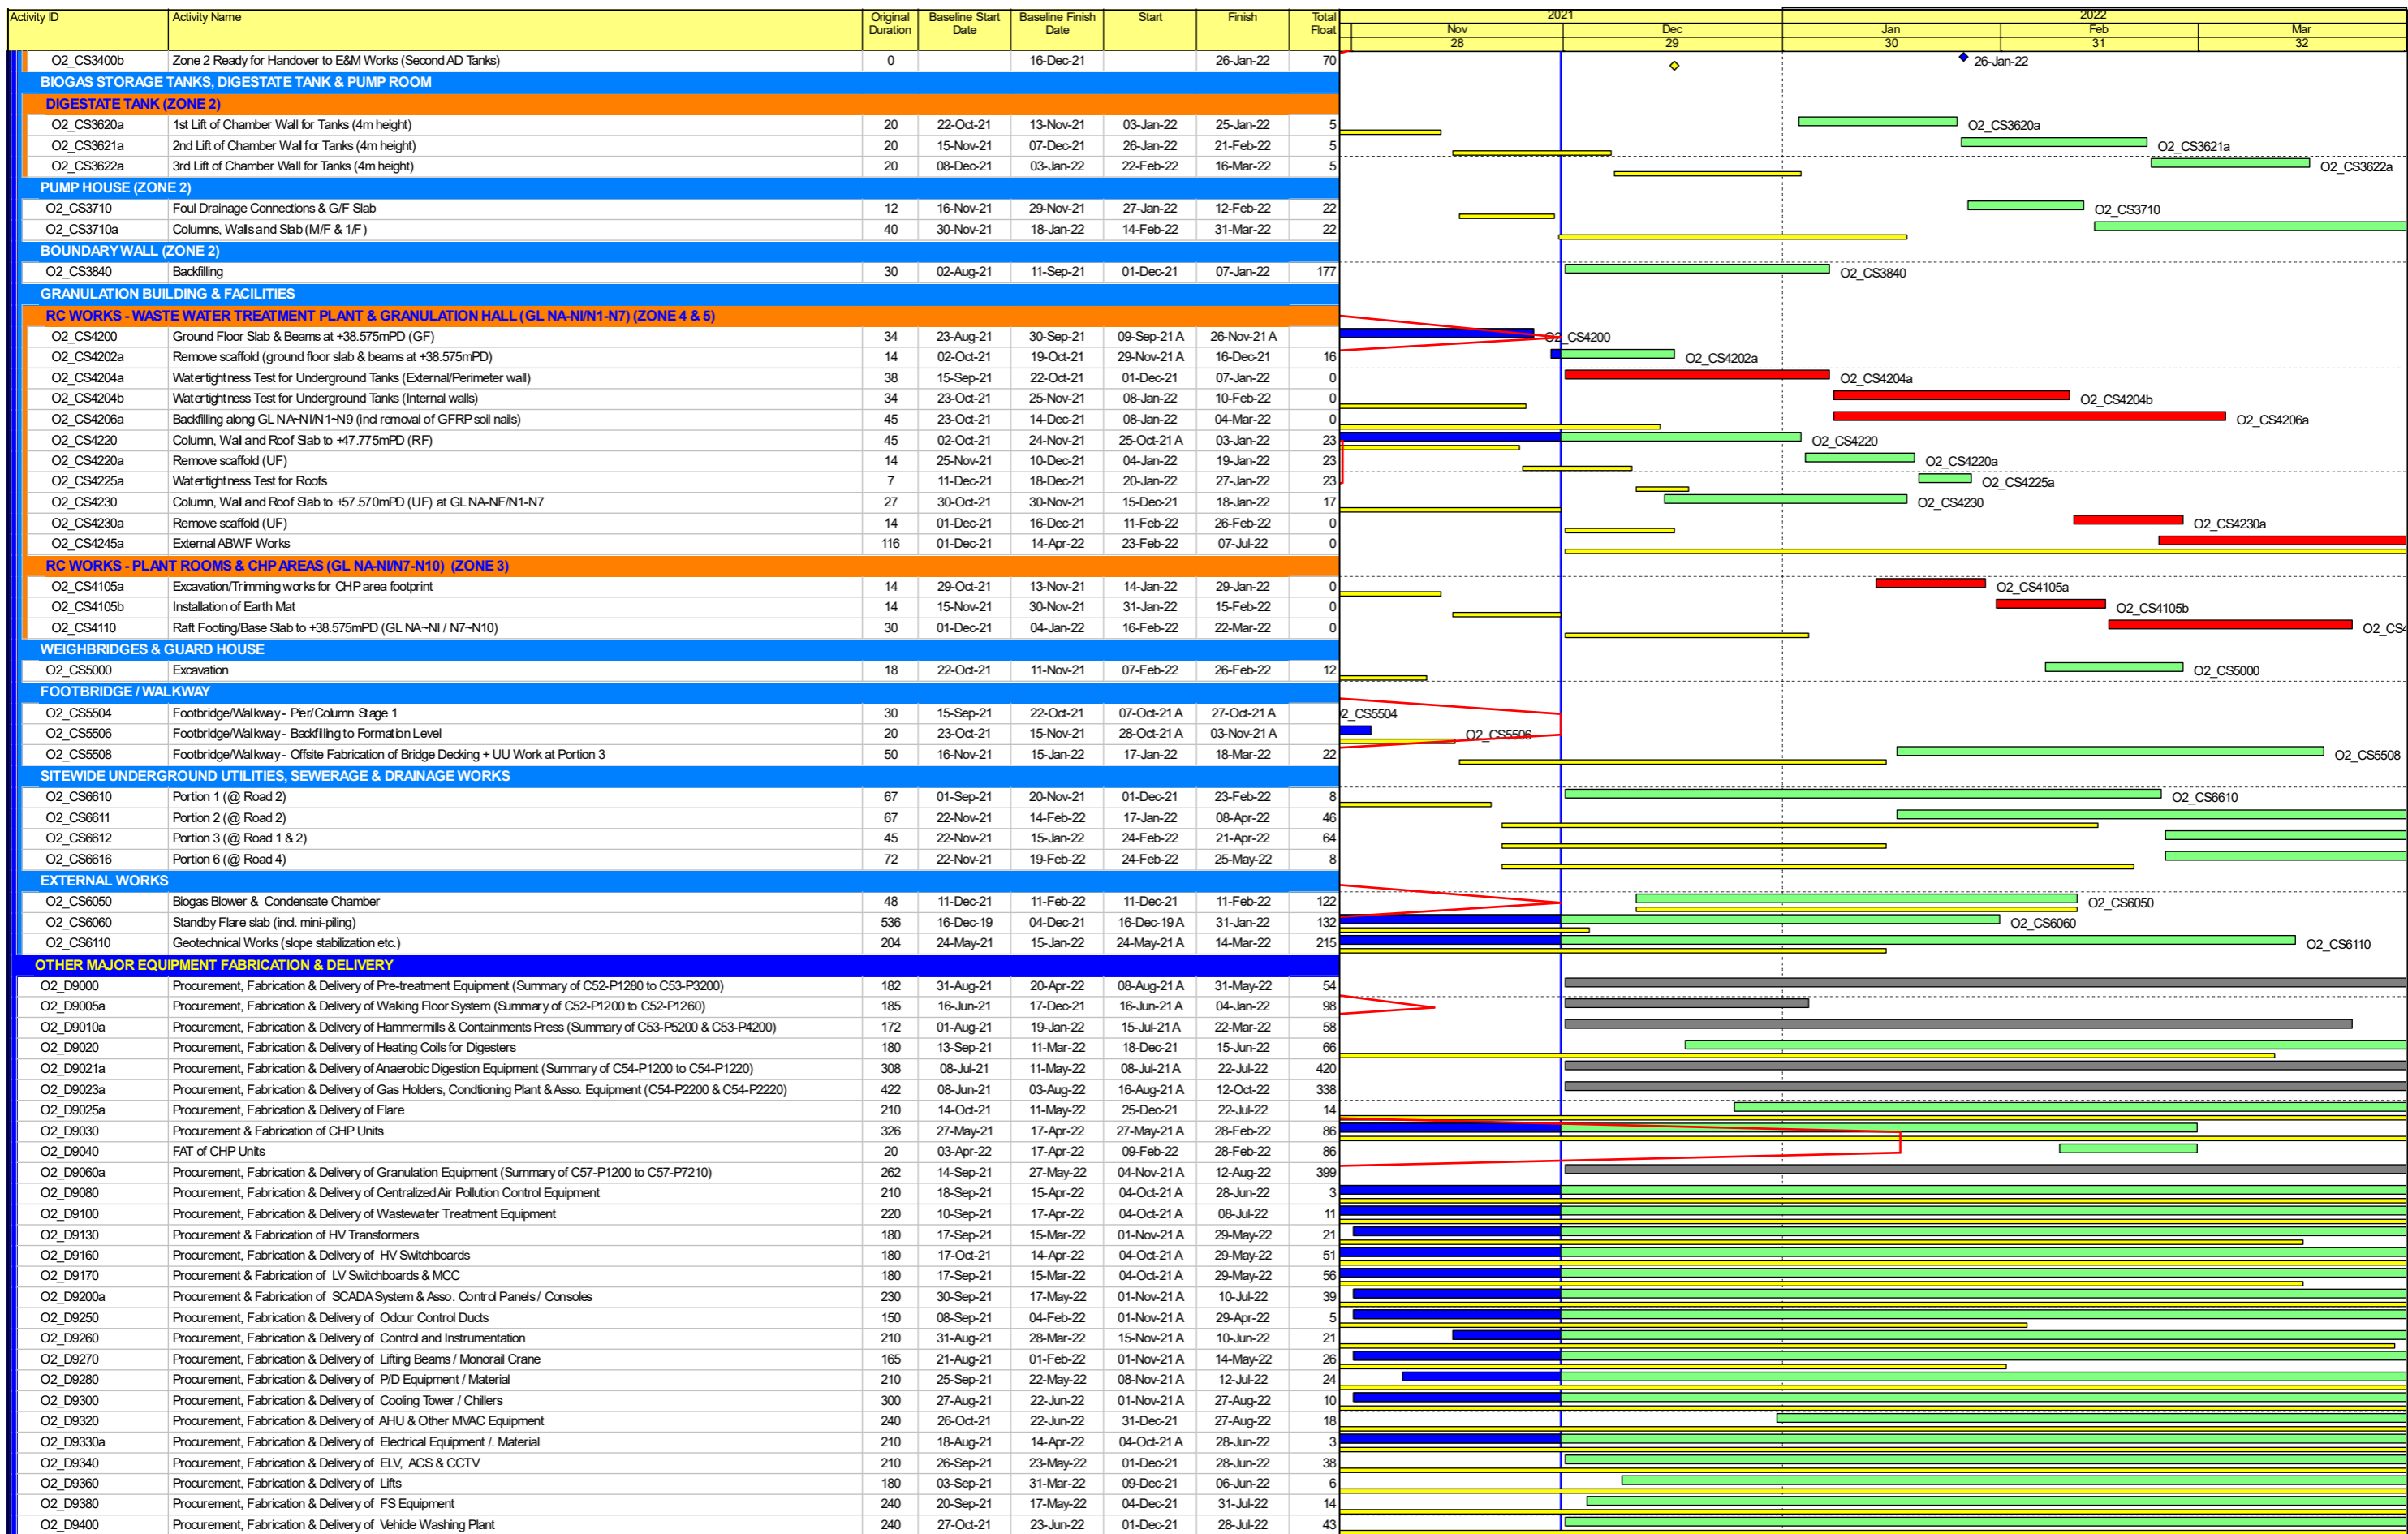 Activity ID Activity Name Original Duration Baseline Start Date Baseline Finish Date Start Finish Total Float 2021 2022
Nov Dec Jan Feb Mar
28 29 30 31 32
O2_CS3400b Zone 2 Ready for Handover to E&M Works (Second AD Tanks) 0 16-Dec-21 26-Jan-22 70 26-Jan-22
BIOGAS STORAGE TANKS, DIGESTATE TANK & PUMP ROOM
DIGESTATE TANK (ZONE 2)
O2_CS3620a 1st Lift of Chamber Wall for Tanks (4m height) 20 22-Oct-21 13-Nov-21 03-Jan-22 25-Jan-22 5 O2_CS3620a
O2_CS3621a 2nd Lift of Chamber Wall for Tanks (4m height) 20 15-Nov-21 07-Dec-21 26-Jan-22 21-Feb-22 5 O2_CS3621a
O2_CS3622a 3rd Lift of Chamber Wall for Tanks (4m height) 20 08-Dec-21 03-Jan-22 22-Feb-22 16-Mar-22 5 O2_CS3622a
PUMP HOUSE (ZONE 2)
O2_CS3710 Foul Drainage Connections & G/F Slab 12 16-Nov-21 29-Nov-21 27-Jan-22 12-Feb-22 22 O2_CS3710
O2_CS3710a Columns, Walls and Slab (M/F & 1/F) 40 30-Nov-21 18-Jan-22 14-Feb-22 31-Mar-22 22
BOUNDARY WALL (ZONE 2)
O2_CS3840 Backfilling 30 02-Aug-21 11-Sep-21 01-Dec-21 07-Jan-22 177 O2_CS3840
GRANULATION BUILDING & FACILITIES
RC WORKS - WASTE WATER TREATMENT PLANT & GRANULATION HALL (GL NA-NI/N1-N7) (ZONE 4 & 5)
O2_CS4200 Ground Floor Slab & Beams at +38.575mPD (GF) 34 23-Aug-21 30-Sep-21 09-Sep-21 A 26-Nov-21 A O2_CS4200
O2_CS4202a Remove scaffold (ground floor slab & beams at +38.575mPD) 14 02-Oct-21 19-Oct-21 29-Nov-21 A 16-Dec-21 16 O2_CS4202a
O2_CS4204a Watertightness Test for Underground Tanks (External/Perimeter wall) 38 15-Sep-21 22-Oct-21 01-Dec-21 07-Jan-22 0 O2_CS4204a
O2_CS4204b Watertightness Test for Underground Tanks (Internal walls) 34 23-Oct-21 25-Nov-21 08-Jan-22 10-Feb-22 0 O2_CS4204b
O2_CS4206a Backfilling along GL NA~NI/N1~N9 (incl removal of GFRP soil nails) 45 23-Oct-21 14-Dec-21 08-Jan-22 04-Mar-22 0 O2_CS4206a
O2_CS4220 Column, Wall and Roof Slab to +47.775mPD (RF) 45 02-Oct-21 24-Nov-21 25-Oct-21 A 03-Jan-22 23 O2_CS4220
O2_CS4220a Remove scaffold (UF) 14 25-Nov-21 10-Dec-21 04-Jan-22 19-Jan-22 23 O2_CS4220a
O2_CS4225a Watertightness Test for Roofs 7 11-Dec-21 18-Dec-21 20-Jan-22 27-Jan-22 23 O2_CS4225a
O2_CS4230 Column, Wall and Roof Slab to +57.570mPD (UF) at GL NA-NF/N1-N7 27 30-Oct-21 30-Nov-21 15-Dec-21 18-Jan-22 17 O2_CS4230
O2_CS4230a Remove scaffold (UF) 14 01-Dec-21 16-Dec-21 11-Feb-22 26-Feb-22 0 O2_CS4230a
O2_CS4245a External ABWF Works 116 01-Dec-21 14-Apr-22 23-Feb-22 07-Jul-22 0
RC WORKS - PLANT ROOMS & CHP AREAS (GL NA-NI/N7-N10) (ZONE 3)
O2_CS4105a Excavation/Trimming works for CHP area footprint 14 29-Oct-21 13-Nov-21 14-Jan-22 29-Jan-22 0 O2_CS4105a
O2_CS4105b Installation of Earth Mat 14 15-Nov-21 30-Nov-21 31-Jan-22 15-Feb-22 0 O2_CS4105b
O2_CS4110 Raft Footing/Base Slab to +38.575mPD (GL NA~NI / N7~N10) 30 01-Dec-21 04-Jan-22 16-Feb-22 22-Mar-22 0 O2_CS4
WEIGHBRIDGES & GUARD HOUSE
O2_CS5000 Excavation 18 22-Oct-21 11-Nov-21 07-Feb-22 26-Feb-22 12 O2_CS5000
FOOTBRIDGE / WALKWAY
O2_CS5504 Footbridge/Walkway - Pier/Column Stage 1 30 15-Sep-21 22-Oct-21 07-Oct-21 A 27-Oct-21 A 2_CS5504
O2_CS5506 Footbridge/Walkway - Backfilling to Formation Level 20 23-Oct-21 15-Nov-21 28-Oct-21 A 03-Nov-21 A O2_CS5506
O2_CS5508 Footbridge/Walkway - Offsite Fabrication of Bridge Decking + UU Work at Portion 3 50 16-Nov-21 15-Jan-22 17-Jan-22 18-Mar-22 22 O2_CS5508
SITEWIDE UNDERGROUND UTILITIES, SEWERAGE & DRAINAGE WORKS
O2_CS6610 Portion 1 (@ Road 2) 67 01-Sep-21 20-Nov-21 01-Dec-21 23-Feb-22 8 O2_CS6610
O2_CS6611 Portion 2 (@ Road 2) 67 22-Nov-21 14-Feb-22 17-Jan-22 08-Apr-22 46
O2_CS6612 Portion 3 (@ Road 1 & 2) 45 22-Nov-21 15-Jan-22 24-Feb-22 21-Apr-22 64
O2_CS6616 Portion 6 (@ Road 4) 72 22-Nov-21 19-Feb-22 24-Feb-22 25-May-22 8
EXTERNAL WORKS
O2_CS6050 Biogas Blower & Condensate Chamber 48 11-Dec-21 11-Feb-22 11-Dec-21 11-Feb-22 122 O2_CS6050
O2_CS6060 Standby Flare slab (incl. mini-piling) 536 16-Dec-19 04-Dec-21 16-Dec-19 A 31-Jan-22 132 O2_CS6060
O2_CS6110 Geotechnical Works (slope stabilization etc.) 204 24-May-21 15-Jan-22 24-May-21 A 14-Mar-22 215 O2_CS6110
OTHER MAJOR EQUIPMENT FABRICATION & DELIVERY
O2_D9000 Procurement, Fabrication & Delivery of Pre-treatment Equipment (Summary of C52-P1280 to C53-P3200) 182 31-Aug-21 20-Apr-22 08-Aug-21 A 31-May-22 54
O2_D9005a Procurement, Fabrication & Delivery of Walking Floor System (Summary of C52-P1200 to C52-P1260) 185 16-Jun-21 17-Dec-21 16-Jun-21 A 04-Jan-22 98
O2_D9010a Procurement, Fabrication & Delivery of Hammermills & Containments Press (Summary of C53-P5200 & C53-P4200) 172 01-Aug-21 19-Jan-22 15-Jul-21 A 22-Mar-22 58
O2_D9020 Procurement, Fabrication & Delivery of Heating Coils for Digesters 180 13-Sep-21 11-Mar-22 18-Dec-21 15-Jun-22 66
O2_D9021a Procurement, Fabrication & Delivery of Anaerobic Digestion Equipment (Summary of C54-P1200 to C54-P1220) 308 08-Jul-21 11-May-22 08-Jul-21 A 22-Jul-22 420
O2_D9023a Procurement, Fabrication & Delivery of Gas Holders, Condtioning Plant & Asso. Equipment (C54-P2200 & C54-P2220) 422 08-Jun-21 03-Aug-22 16-Aug-21 A 12-Oct-22 338
O2_D9025a Procurement, Fabrication & Delivery of Flare 210 14-Oct-21 11-May-22 25-Dec-21 22-Jul-22 14
O2_D9030 Procurement & Fabrication of CHP Units 326 27-May-21 17-Apr-22 27-May-21 A 28-Feb-22 86
O2_D9040 FAT of CHP Units 20 03-Apr-22 17-Apr-22 09-Feb-22 28-Feb-22 86
O2_D9060a Procurement, Fabrication & Delivery of Granulation Equipment (Summary of C57-P1200 to C57-P7210) 262 14-Sep-21 27-May-22 04-Nov-21 A 12-Aug-22 399
O2_D9080 Procurement, Fabrication & Delivery of Centralized Air Pollution Control Equipment 210 18-Sep-21 15-Apr-22 04-Oct-21 A 28-Jun-22 3
O2_D9100 Procurement, Fabrication & Delivery of Wastewater Treatment Equipment 220 10-Sep-21 17-Apr-22 04-Oct-21 A 08-Jul-22 11
O2_D9130 Procurement & Fabrication of HV Transformers 180 17-Sep-21 15-Mar-22 01-Nov-21 A 29-May-22 21
O2_D9160 Procurement, Fabrication & Delivery of HV Switchboards 180 17-Oct-21 14-Apr-22 04-Oct-21 A 29-May-22 51
O2_D9170 Procurement & Fabrication of LV Switchboards & MCC 180 17-Sep-21 15-Mar-22 04-Oct-21 A 29-May-22 56
O2_D9200a Procurement & Fabrication of SCADA System & Asso. Control Panels / Consoles 230 30-Sep-21 17-May-22 01-Nov-21 A 10-Jul-22 39
O2_D9250 Procurement, Fabrication & Delivery of Odour Control Ducts 150 08-Sep-21 04-Feb-22 01-Nov-21 A 29-Apr-22 5
O2_D9260 Procurement, Fabrication & Delivery of Control and Instrumentation 210 31-Aug-21 28-Mar-22 15-Nov-21 A 10-Jun-22 21
O2_D9270 Procurement, Fabrication & Delivery of Lifting Beams / Monorail Crane 165 21-Aug-21 01-Feb-22 01-Nov-21 A 14-May-22 26
O2_D9280 Procurement, Fabrication & Delivery of P/D Equipment / Material 210 25-Sep-21 22-May-22 08-Nov-21 A 12-Jul-22 24
O2_D9300 Procurement, Fabrication & Delivery of Cooling Tower / Chillers 300 27-Aug-21 22-Jun-22 01-Nov-21 A 27-Aug-22 10
O2_D9320 Procurement, Fabrication & Delivery of AHU & Other MVAC Equipment 240 26-Oct-21 22-Jun-22 31-Dec-21 27-Aug-22 18
O2_D9330a Procurement, Fabrication & Delivery of Electrical Equipment /. Material 210 18-Aug-21 14-Apr-22 04-Oct-21 A 28-Jun-22 3
O2_D9340 Procurement, Fabrication & Delivery of ELV, ACS & CCTV 210 26-Sep-21 23-May-22 01-Dec-21 28-Jun-22 38
O2_D9360 Procurement, Fabrication & Delivery of Lifts 180 03-Sep-21 31-Mar-22 09-Dec-21 06-Jun-22 6
O2_D9380 Procurement, Fabrication & Delivery of FS Equipment 240 20-Sep-21 17-May-22 04-Dec-21 31-Jul-22 14
O2_D9400 Procurement, Fabrication & Delivery of Vehicle Washing Plant 240 27-Oct-21 23-Jun-22 01-Dec-21 28-Jul-22 43